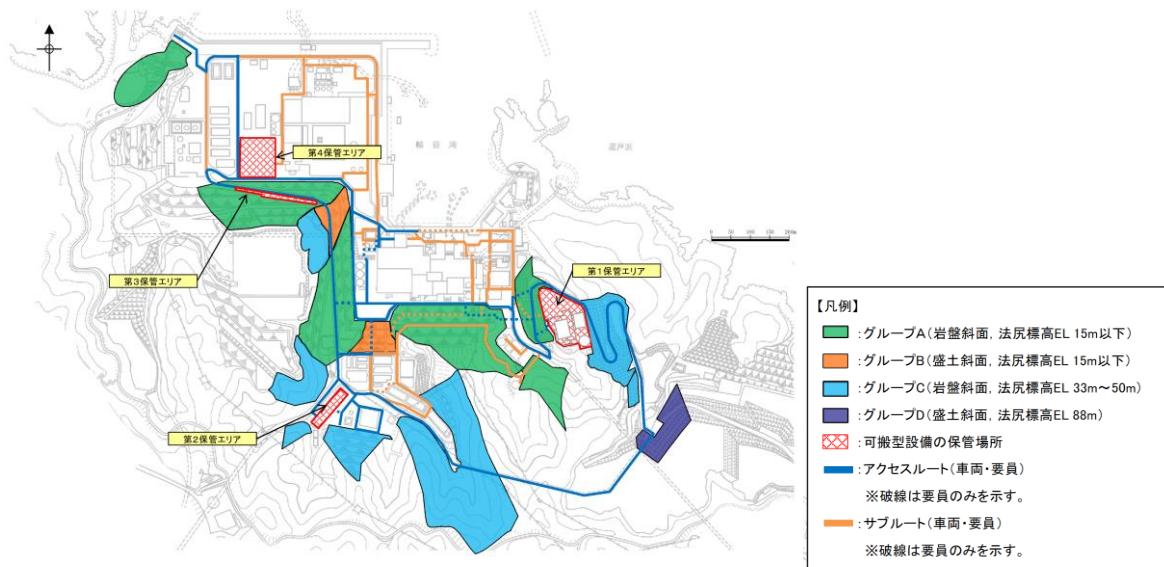 第4保管エリア
輪谷湾
第3保管エリア
第1保管エリア
第2保管エリア
0 50 100 150 200m
【凡例】
:グループA(岩盤斜面, 法尻標高EL 15m以下)
:グループB(盛土斜面, 法尻標高EL 15m以下)
:グループC(岩盤斜面, 法尻標高EL 33m~50m)
:グループD(盛土斜面, 法尻標高EL 88m)
:可搬型設備の保管場所
:アクセスルート(車両・要員)
※破線は要員のみを示す。
:サブルート(車両・要員)
※破線は要員のみを示す。